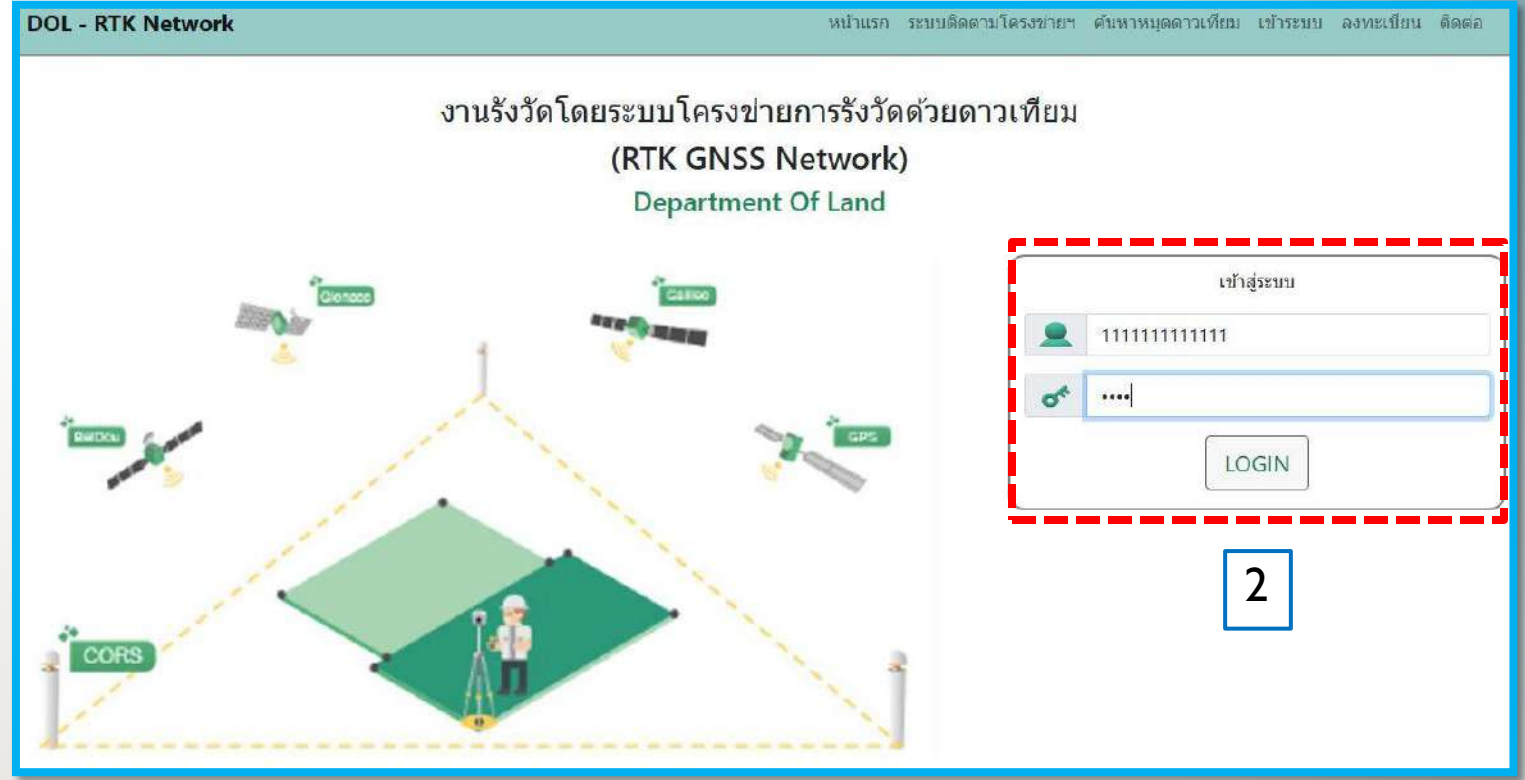 DOL - RTK Network
หน้าแรก ระบบติดตามโครงข่ายฯ ค้นหาหมุดดาวเทียม เข้าระบบ ลงทะเบียน ติดต่อ
งานรังวัดโดยระบบโครงข่ายการรังวัดด้วยดาวเทียม
(RTK GNSS Network)
Department Of Land
Glonass
Galileo
BeiDou
GPS
CORS
เข้าสู่ระบบ
1111111111111
••••
LOGIN
2